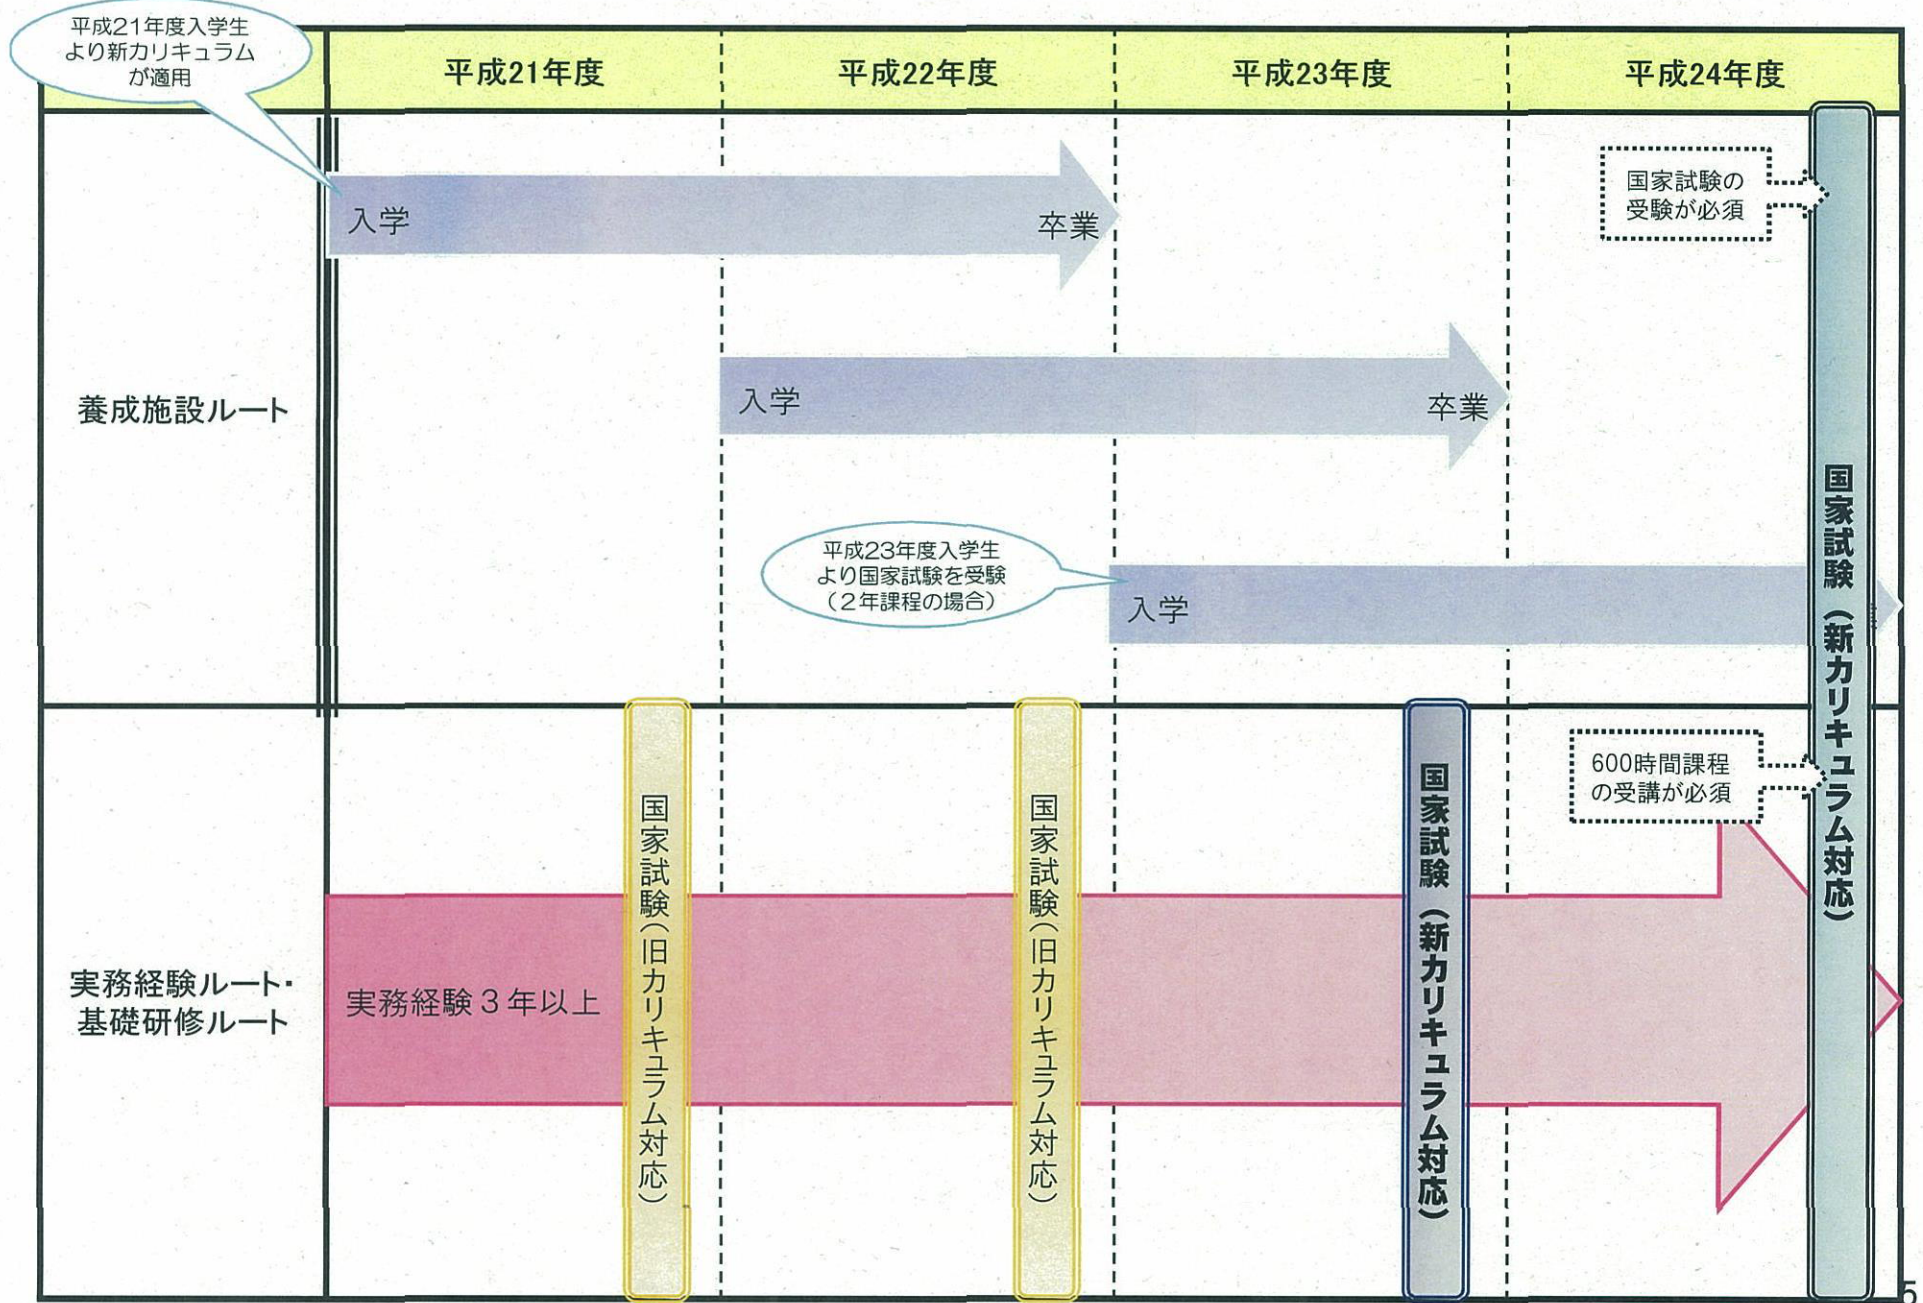 平成21年度入学生
より新カリキュラム
が適用
平成21年度
平成22年度
平成23年度
平成24年度
養成施設ルート
入学
卒業
国家試験の
受験が必須
入学
卒業
平成23年度入学生
より国家試験を受験
（2年課程の場合）
入学
国家試験（新カリキュラム対応）
実務経験ルート・
基礎研修ルート
実務経験３年以上
国家試験（旧カリキュラム対応）
国家試験（旧カリキュラム対応）
国家試験（新カリキュラム対応）
600時間課程
の受講が必須
5